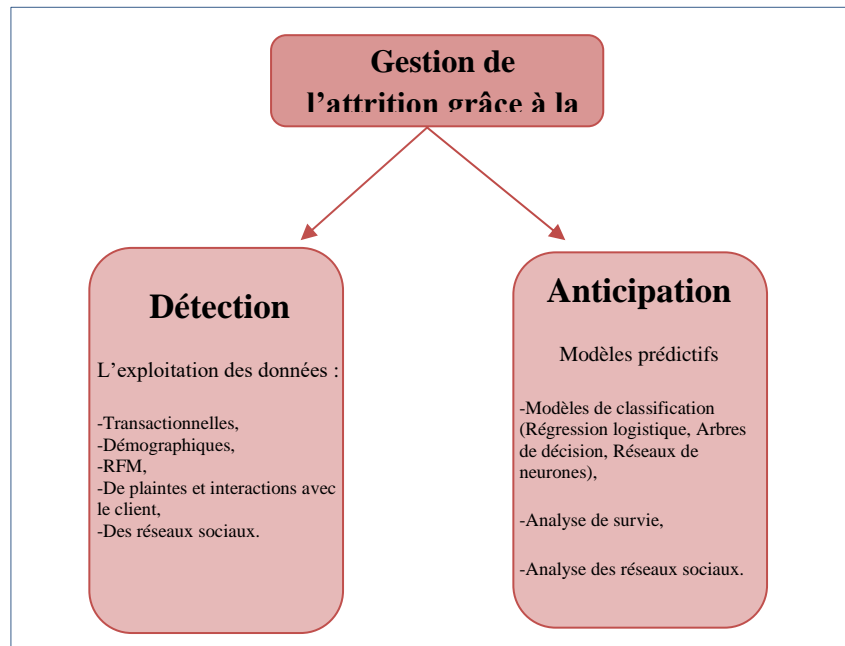 Gestion de
l'attrition grâce à la
Détection
L'exploitation des données :
-Transactionnelles,
-Démographiques,
-RFM,
-De plaintes et interactions avec
le client,
-Des réseaux sociaux.
Anticipation
Modèles prédictifs
-Modèles de classification
(Régression logistique, Arbres
de décision, Réseaux de
neurones),
-Analyse de survie,
-Analyse des réseaux sociaux.